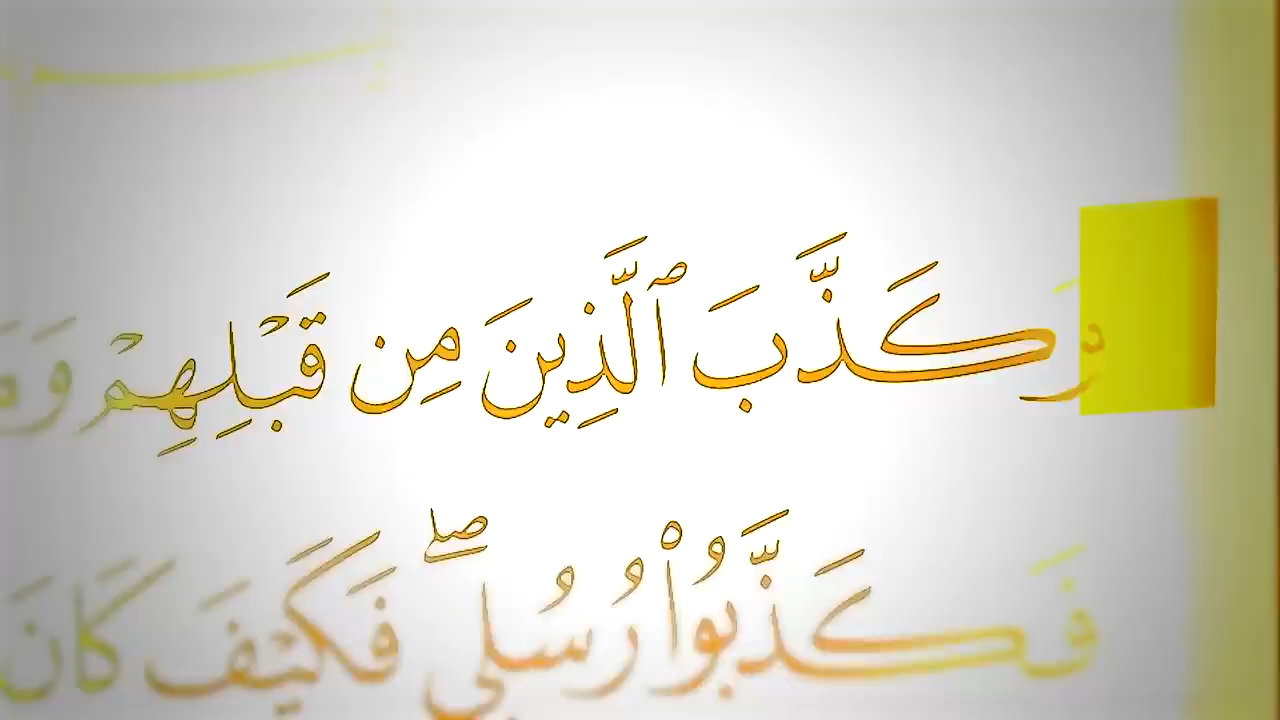 وَكَذَّبَ ٱلَّذِينَ مِن قَبْلِهِمْ
فَكَذَّبُوا۟ رُسُلِى ۖ فَكَيْفَ كَانَ